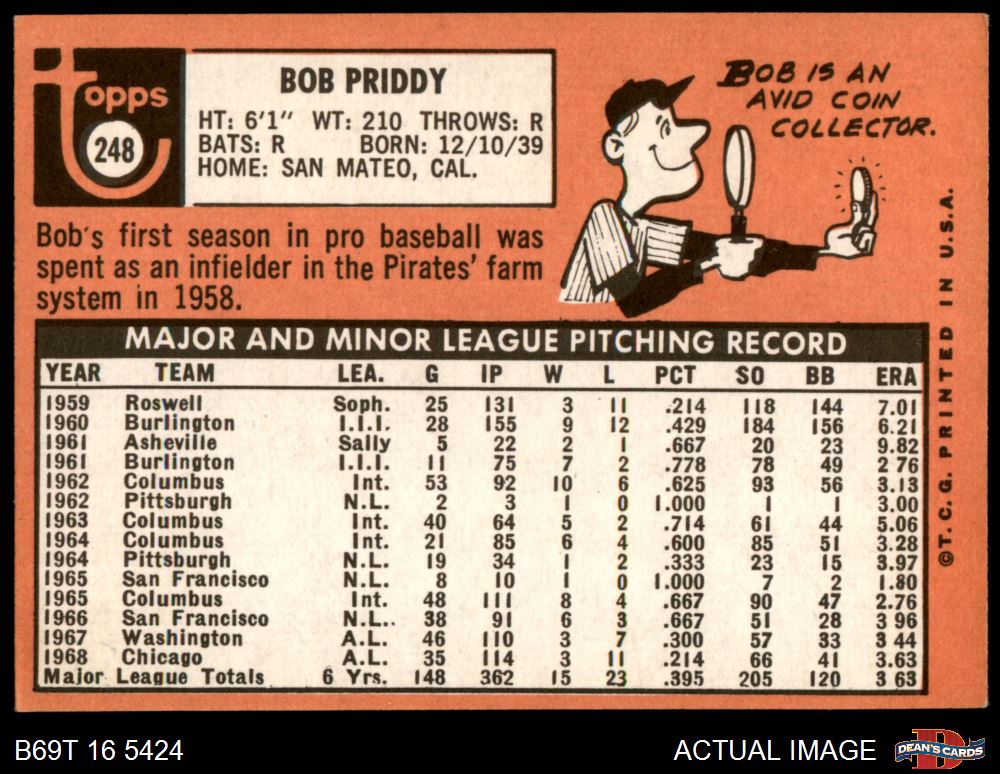 Topps
248
BOB PRIDDY
HT: 6'1" WT: 210 THROWS: R
BATS: R BORN: 12/10/39
HOME: SAN MATEO, CAL.
BOB IS AN
AVID COIN
COLLECTOR.
Bob's first season in pro baseball was
spent as an infielder in the Pirates' farm
system in 1958.
MAJOR AND MINOR LEAGUE PITCHING RECORD
YEAR TEAM LEA. G IP W L PCT SO BB ERA
1959 Roswell Soph. 25 131 3 11 .214 118 144 7.01
1960 Burlington I.I.I. 28 155 9 12 .429 184 156 6.21
1961 Asheville Sally 5 22 2 1 .667 20 23 9.82
1961 Burlington I.I.I. 11 75 7 2 .778 78 49 2 76
1962 Columbus Int. 53 92 10 6 .625 93 56 3.13
1962 Pittsburgh N.L. 2 3 1 0 1.000 1 1 3.00
1963 Columbus Int. 40 64 5 2 .714 61 44 5.06
1964 Columbus Int. 21 85 6 4 .600 85 51 3.28
1964 Pittsburgh N.L. 19 34 1 2 .333 23 15 3.97
1965 San Francisco N.L. 8 10 1 0 1.000 7 2 1.80
1965 Columbus Int. 48 111 8 4 .667 90 47 2.76
1966 San Francisco N.L.. 38 91 6 3 .667 51 28 3 96
1967 Washington A.L. 46 110 3 7 .300 57 33 3 44
1968 Chicago A.L. 35 114 3 11 .214 66 41 3.63
Major League Totals 6 Yrs. 148 362 15 23 .395 205 120 3 63
©T.C.G. PRINTED IN U.S.A.
B69T 16 5424
ACTUAL IMAGE
D
DEAN'S CARDS